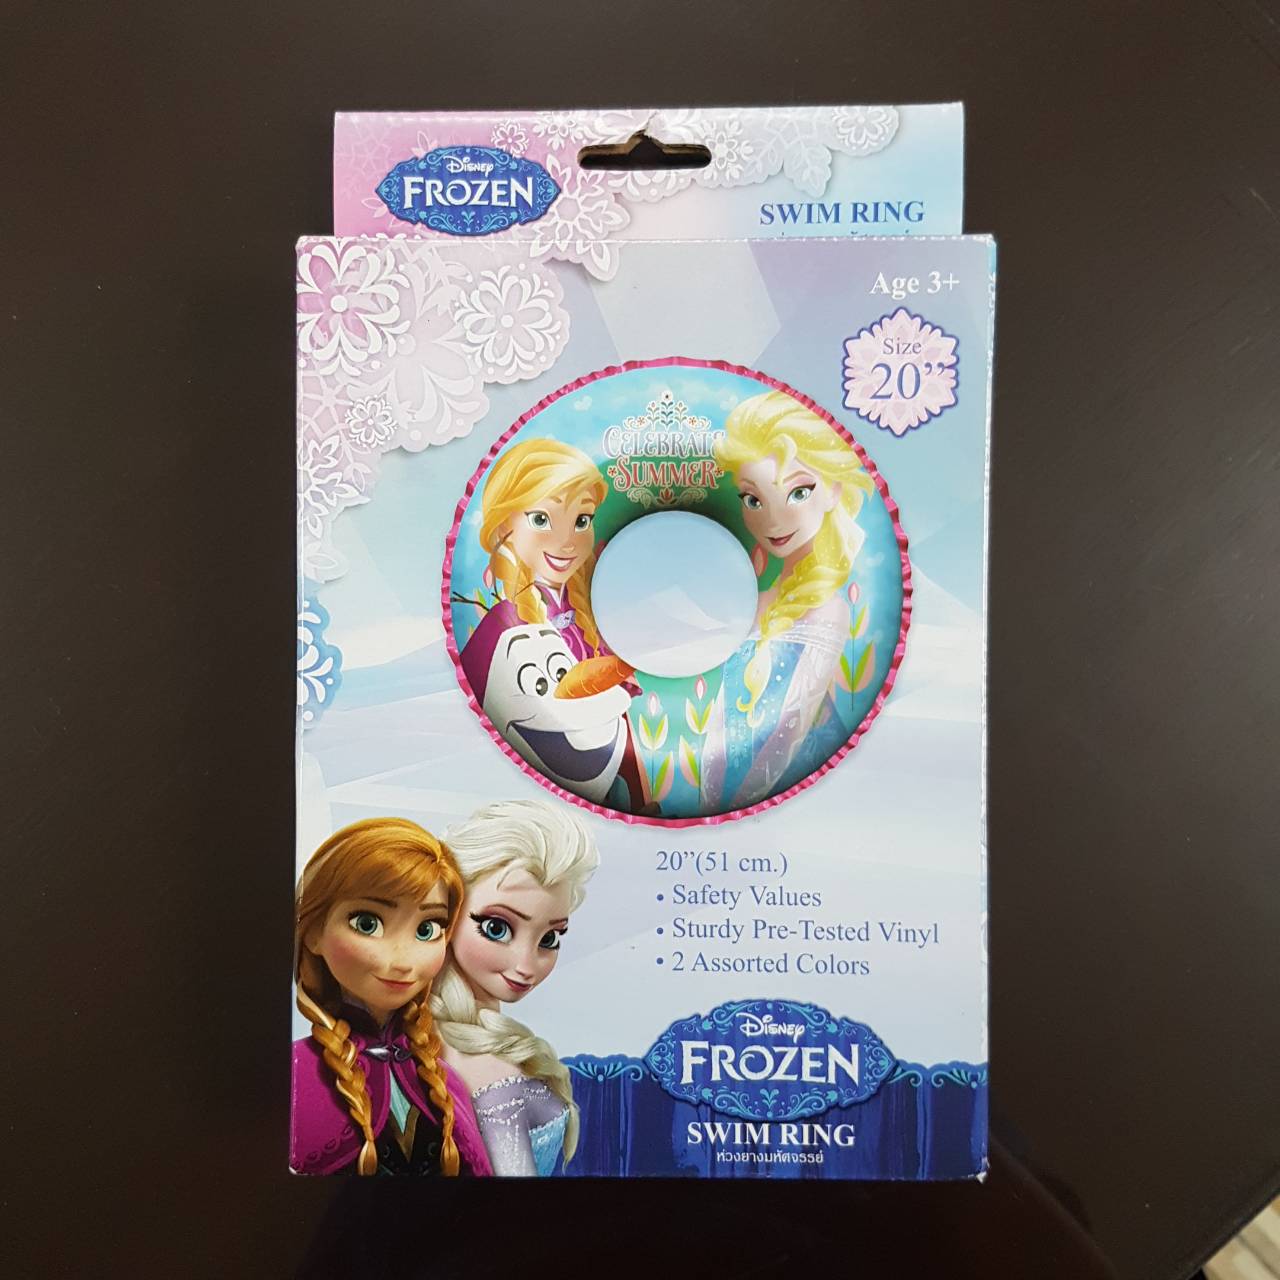 Disney
FROZEN
SWIM RING
Age 3+
Size
20”
CELEBRATE
SUMMER
20”(51 cm.)
• Safety Values
• Sturdy Pre-Tested Vinyl
• 2 Assorted Colors
Disney
FROZEN
SWIM RING
ห่วงยางมหัศจรรย์